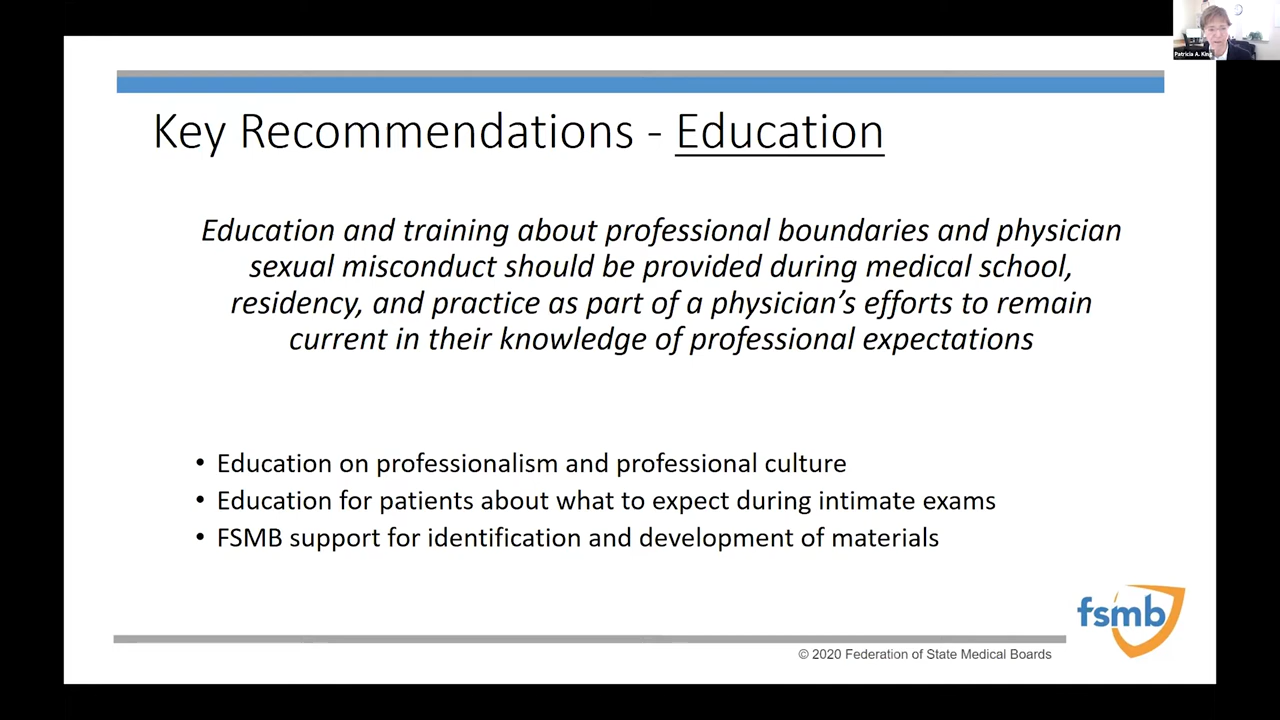 Patricia A. King
Key Recommendations - Education
Education and training about professional boundaries and physician
sexual misconduct should be provided during medical school,
residency, and practice as part of a physician’s efforts to remain
current in their knowledge of professional expectations
• Education on professionalism and professional culture
• Education for patients about what to expect during intimate exams
• FSMB support for identification and development of materials
fsmb
© 2020 Federation of State Medical Boards